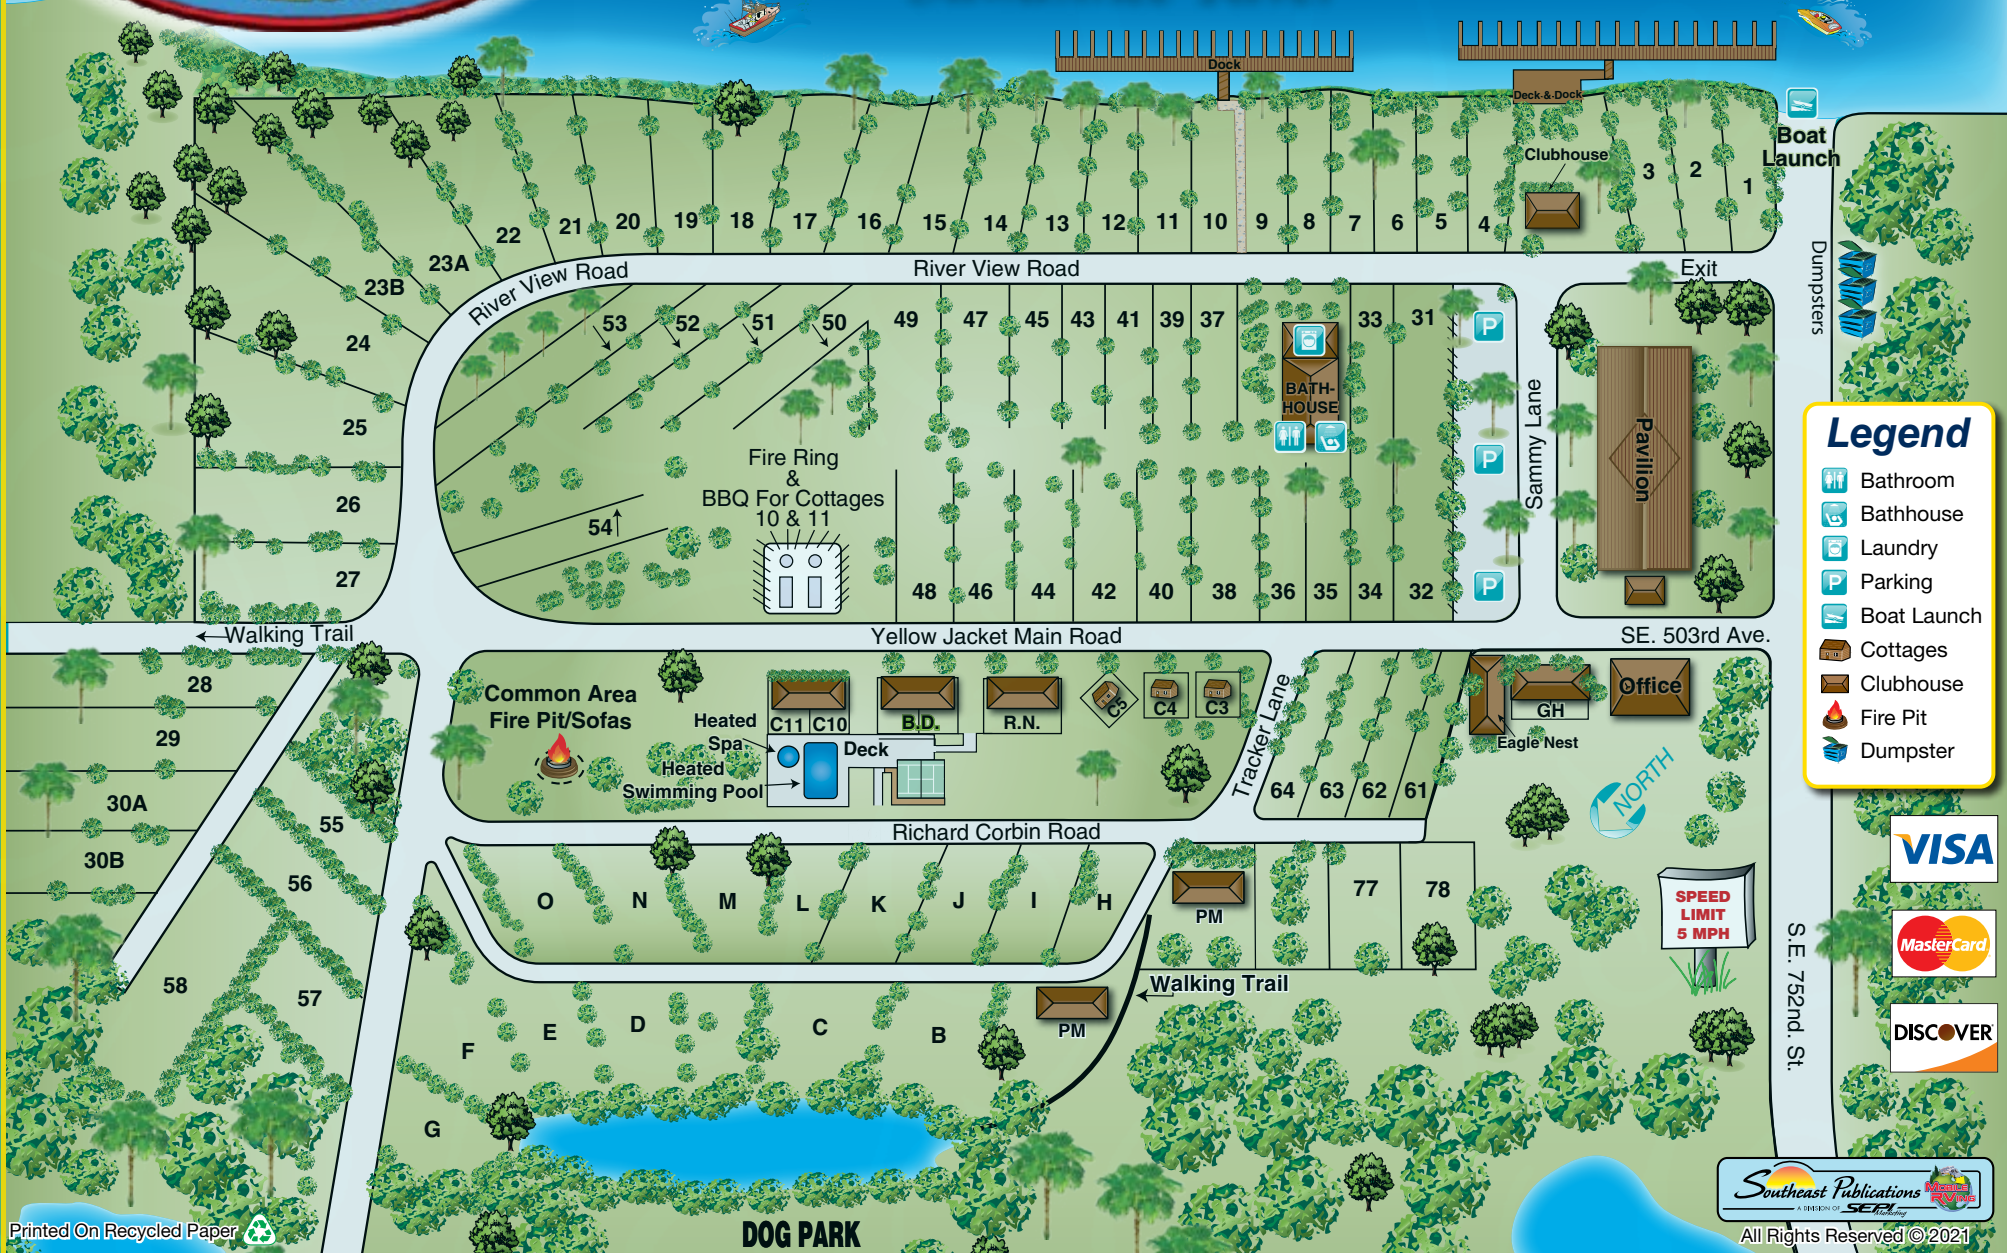 Dock
Deck-&-Dock
Boat
Launch
Clubhouse
3
2
1
22
21
20
19
18
17
16
15
14
13
12
11
10
9
8
7
6
5
4
23A
23B
River View Road
River View Road
Exit
Dumpsters
24
25
26
27
53
52
51
50
49
47
45
43
41
39
37
33
31
P
BATH-
HOUSE
P
P
Sammy Lane
Pavilion
Fire Ring
&
BBQ For Cottages
10 & 11
54
48
46
44
42
40
38
36
35
34
32
Legend
Bathroom
Bathhouse
Laundry
P Parking
Boat Launch
Cottages
Clubhouse
Fire Pit
Dumpster
Walking Trail
Yellow Jacket Main Road
SE. 503rd Ave.
28
29
30A
30B
Common Area
Fire Pit/Sofas
Heated
Spa
Heated
Swimming Pool
Deck
C11
C10
B.D.
R.N.
C5
C4
C3
Tracker Lane
64
63
62
61
GH
Office
Eagle Nest
NORTH
Richard Corbin Road
55
56
57
58
O
N
M
L
K
J
I
H
PM
77
78
SPEED
LIMIT
5 MPH
S.E. 752nd. St.
VISA
MasterCard
DISCOVER
Walking Trail
PM
F
E
D
C
B
G
DOG PARK
Printed On Recycled Paper
Southeast Publications
A DIVISION OF SEPI Marketing
MOBILE
RVING
All Rights Reserved © 2021